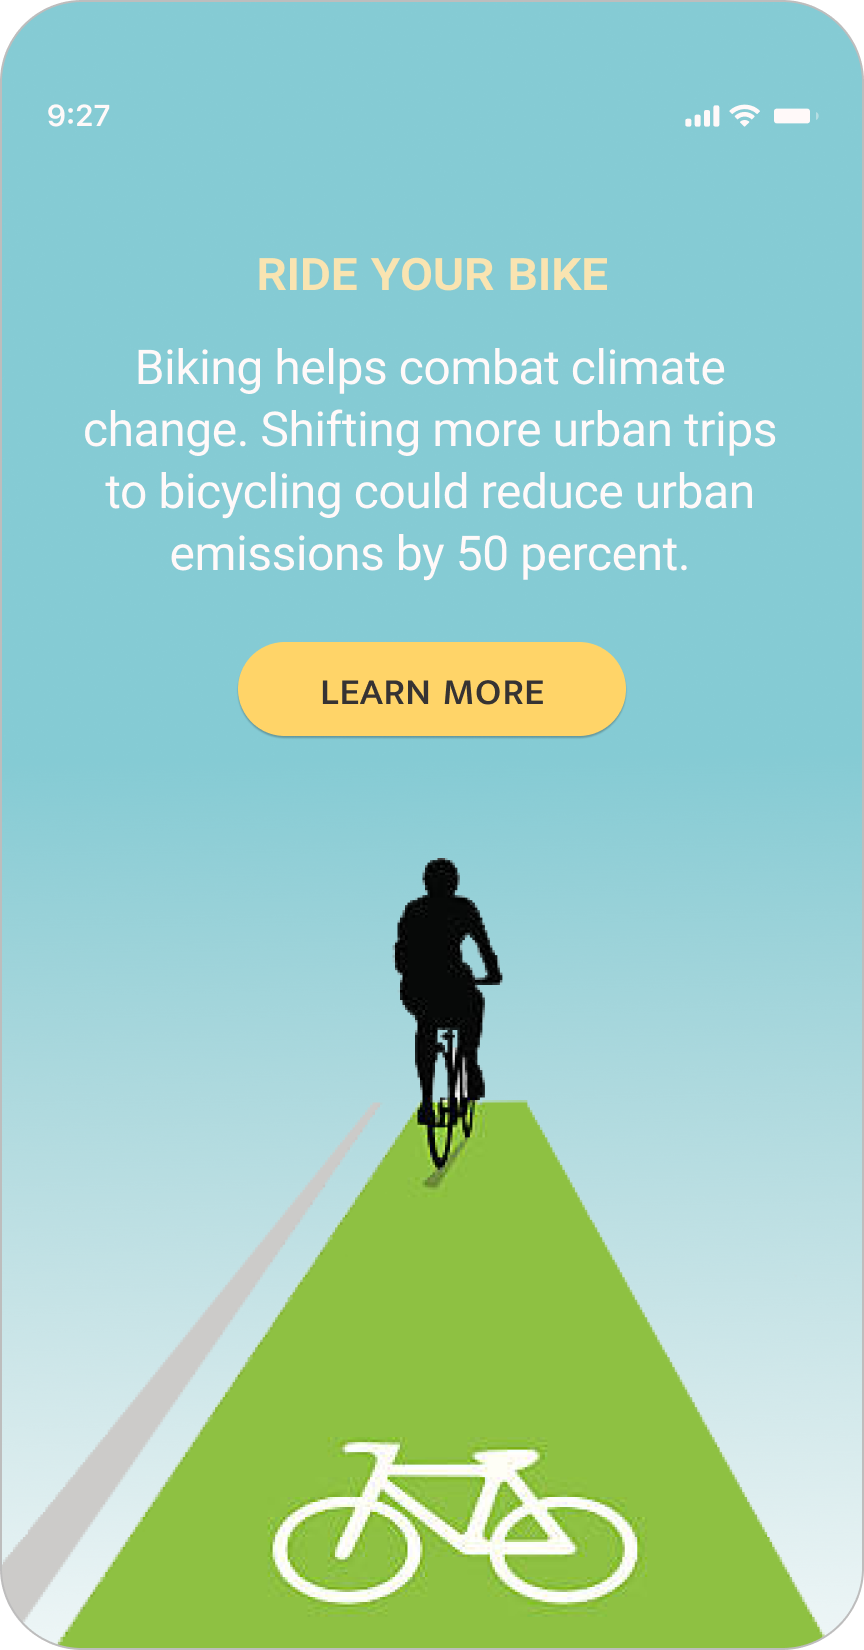 9:27
RIDE YOUR BIKE
Biking helps combat climate
change. Shifting more urban trips
to bicycling could reduce urban
emissions by 50 percent.
LEARN MORE